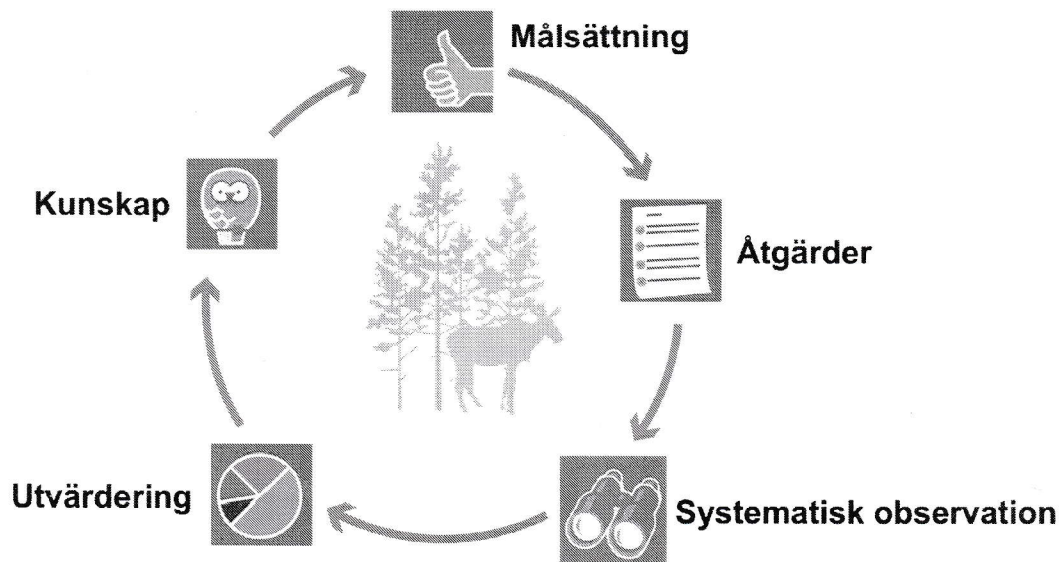 Målsättning
Åtgärder
Systematisk observation
Utvärdering
Kunskap